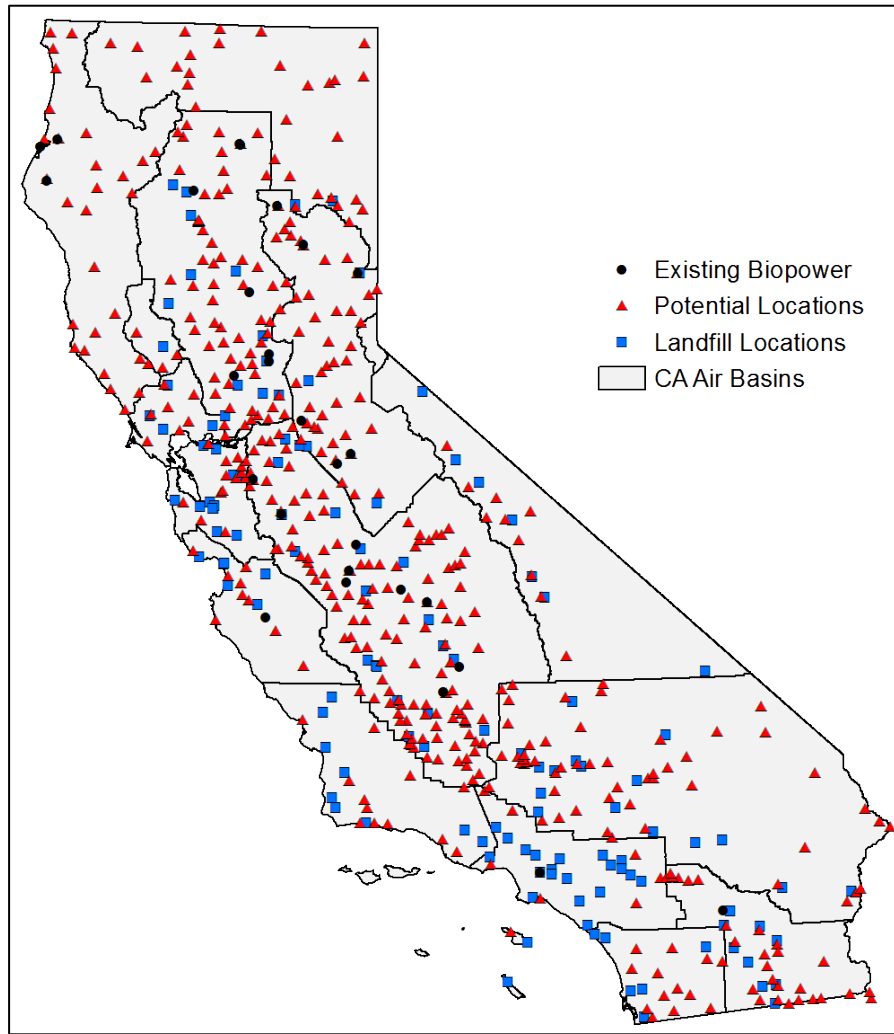 Existing Biopower
Potential Locations
Landfill Locations
CA Air Basins